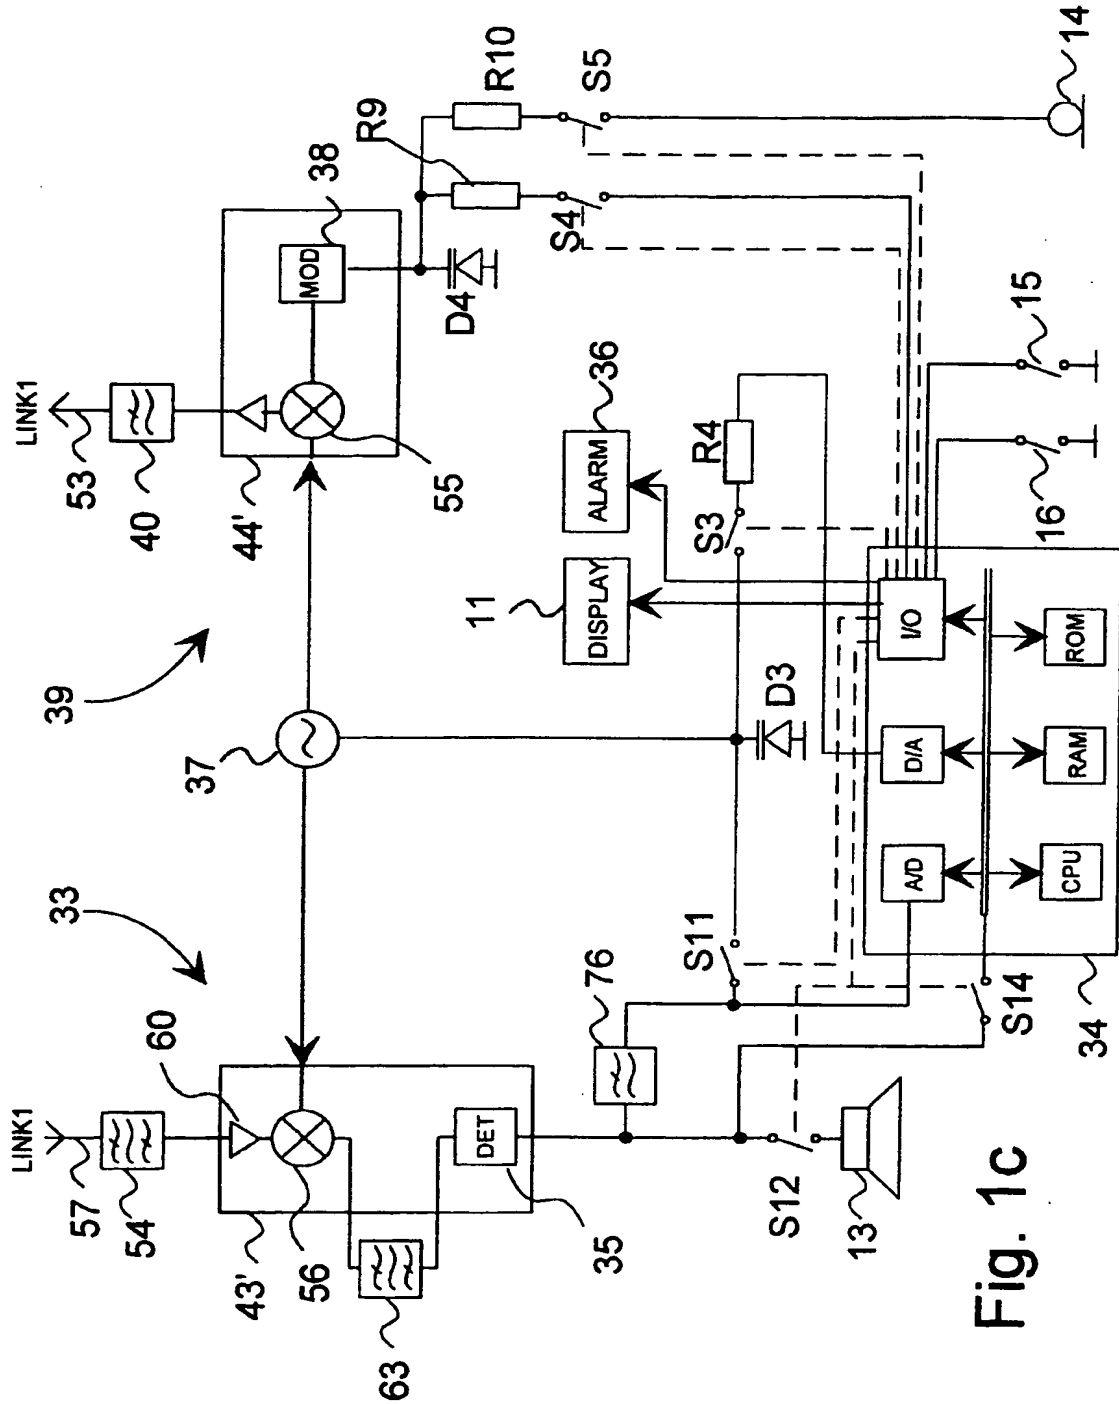 LINK1
53
40
44'
55
MOD
38
R9
R10
S5
S4
D4
14
39
37
33
LINK1
57
54
60
43'
56
63
DET
35
76
S11
S12
13
S14
D3
S3
R4
11
DISPLAY
ALARM
36
16
15
I/O
D/A
A/D
ROM
RAM
CPU
34
Fig. 1c